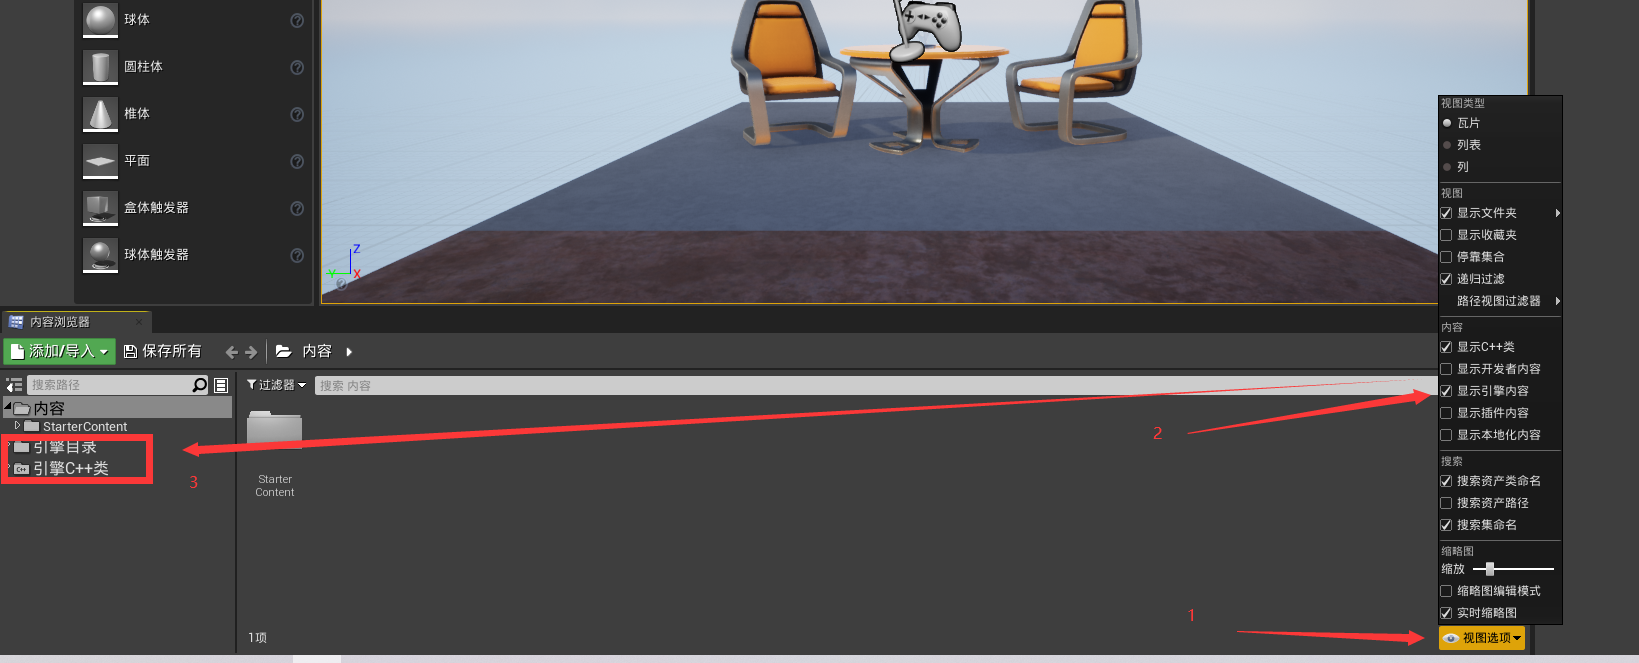 球体
圆柱体
椎体
平面
盒体触发器
球体触发器
Z
Y
X
内容浏览器
添加/导入
保存所有
内容
搜索路径
过滤器
搜索 内容
内容
StarterContent
引擎目录
引擎C++类
3
Starter
Content
1项
视图类型
瓦片
列表
列
视图
显示文件夹
显示收藏夹
停靠集合
递归过滤
路径视图过滤器
内容
显示C++类
显示开发者内容
显示引擎内容
显示插件内容
显示本地化内容
2
搜索
搜索资产类命名
搜索资产路径
搜索集命名
缩略图
缩放
缩略图编辑模式
实时缩略图
1
视图选项